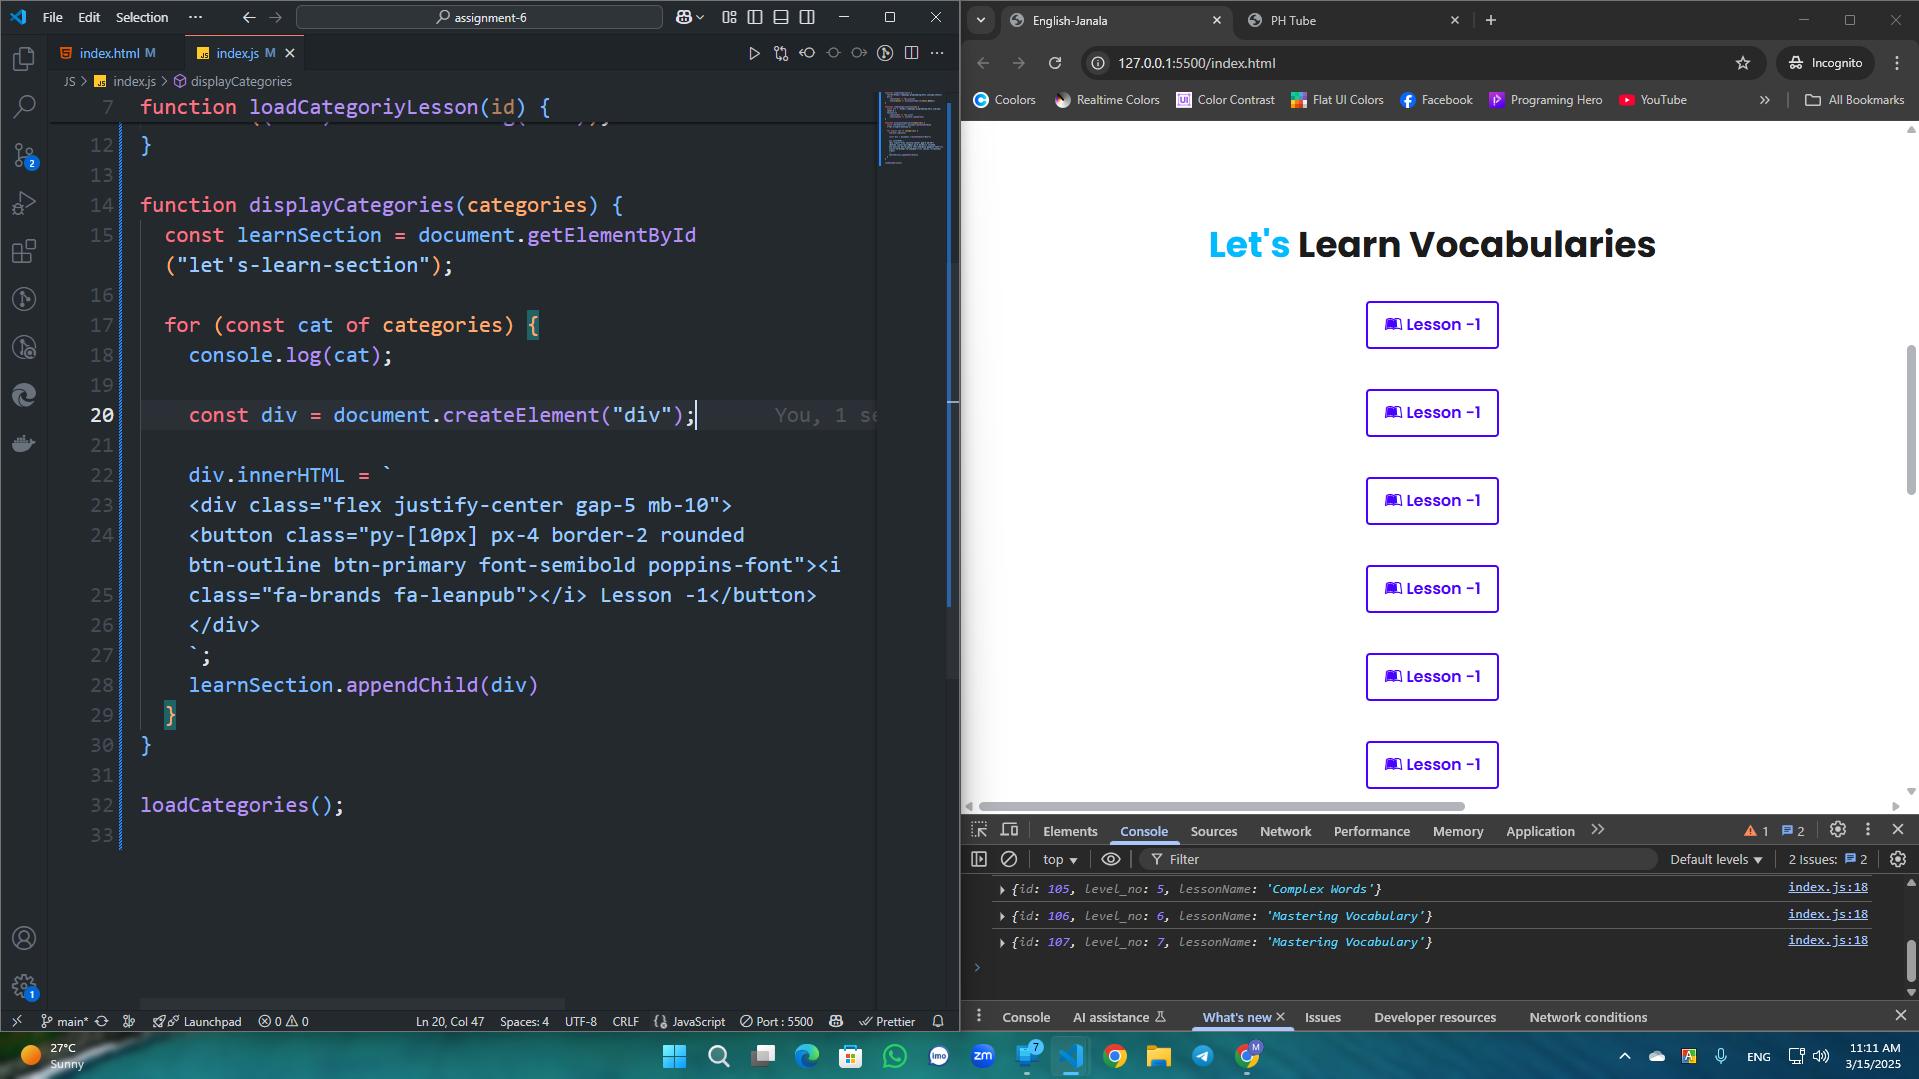 File Edit Selection ··· assignment-6
index.html M index.js M
JS > index.js > displayCategories
7 function loadCategoriyLesson(id) {
12 }
13
14 function displayCategories(categories) {
15 const learnSection = document.getElementById
("let's-learn-section");
16
17 for (const cat of categories) {
18 console.log(cat);
19
20 const div = document.createElement("div"); You, 1 se
21
22 div.innerHTML = `
23 <div class="flex justify-center gap-5 mb-10">
24 <button class="py-[10px] px-4 border-2 rounded
btn-outline btn-primary font-semibold poppins-font"><i
25 class="fa-brands fa-leanpub"></i> Lesson -1</button>
26 </div>
27 `;
28 learnSection.appendChild(div)
29 }
30 }
31
32 loadCategories();
33
2
1
main* Launchpad 0 0 Ln 20, Col 47 Spaces: 4 UTF-8 CRLF JavaScript Port : 5500 Prettier
English-Janala PH Tube
127.0.0.1:5500/index.html Incognito
Coolors Realtime Colors Color Contrast Flat UI Colors Facebook Programing Hero YouTube All Bookmarks
Let's Learn Vocabularies
Lesson -1
Lesson -1
Lesson -1
Lesson -1
Lesson -1
Lesson -1
Elements Console Sources Network Performance Memory Application 1 2
top Filter Default levels 2 Issues: 2
{id: 105, level_no: 5, lessonName: 'Complex Words'} index.js:18
{id: 106, level_no: 6, lessonName: 'Mastering Vocabulary'} index.js:18
{id: 107, level_no: 7, lessonName: 'Mastering Vocabulary'} index.js:18
Console AI assistance What's new Issues Developer resources Network conditions
27°C
Sunny
imo zm 7 M
ENG
11:11 AM
3/15/2025